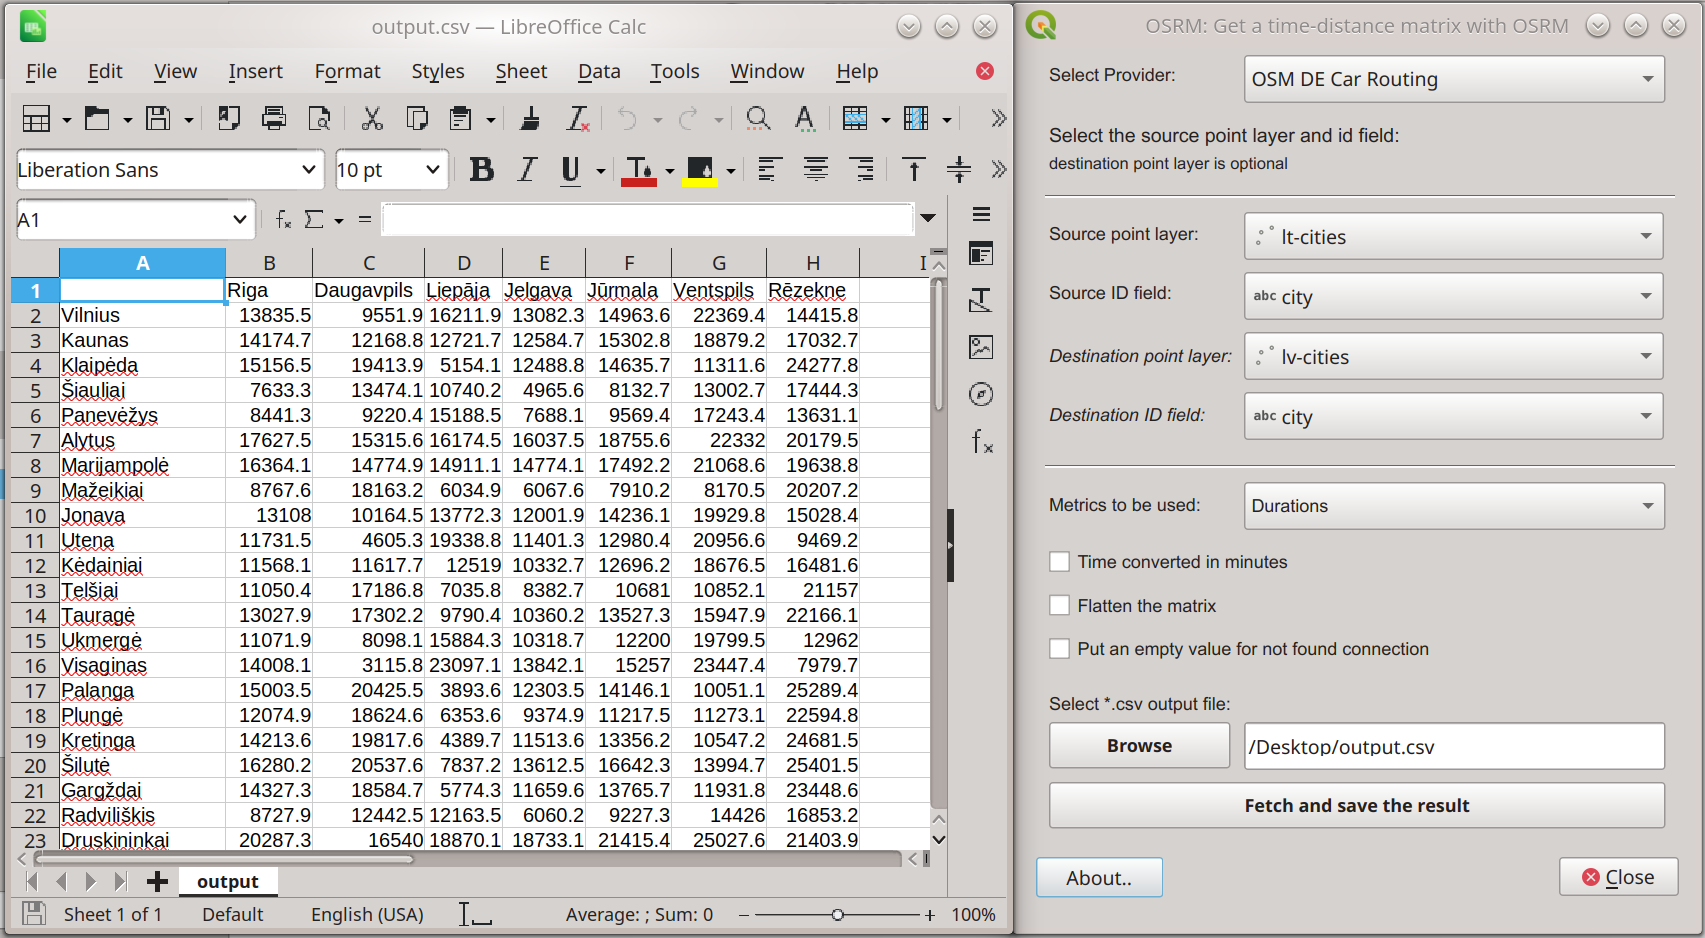 output.csv — LibreOffice Calc
File Edit View Insert Format Styles Sheet Data Tools Window Help
Liberation Sans 10 pt
A1 =
A B C D E F G H I
1 Riga Daugavpils Liepāja Jelgava Jūrmala Ventspils Rēzekne
2 Vilnius 13835.5 9551.9 16211.9 13082.3 14963.6 22369.4 14415.8
3 Kaunas 14174.7 12168.8 12721.7 12584.7 15302.8 18879.2 17032.7
4 Klaipėda 15156.5 19413.9 5154.1 12488.8 14635.7 11311.6 24277.8
5 Šiauliai 7633.3 13474.1 10740.2 4965.6 8132.7 13002.7 17444.3
6 Panevėžys 8441.3 9220.4 15188.5 7688.1 9569.4 17243.4 13631.1
7 Alytus 17627.5 15315.6 16174.5 16037.5 18755.6 22332 20179.5
8 Marijampolė 16364.1 14774.9 14911.1 14774.1 17492.2 21068.6 19638.8
9 Mažeikiai 8767.6 18163.2 6034.9 6067.6 7910.2 8170.5 20207.2
10 Jonava 13108 10164.5 13772.3 12001.9 14236.1 19929.8 15028.4
11 Utena 11731.5 4605.3 19338.8 11401.3 12980.4 20956.6 9469.2
12 Kėdainiai 11568.1 11617.7 12519 10332.7 12696.2 18676.5 16481.6
13 Telšiai 11050.4 17186.8 7035.8 8382.7 10681 10852.1 21157
14 Tauragė 13027.9 17302.2 9790.4 10360.2 13527.3 15947.9 22166.1
15 Ukmergė 11071.9 8098.1 15884.3 10318.7 12200 19799.5 12962
16 Visaginas 14008.1 3115.8 23097.1 13842.1 15257 23447.4 7979.7
17 Palanga 15003.5 20425.5 3893.6 12303.5 14146.1 10051.1 25289.4
18 Plungė 12074.9 18624.6 6353.6 9374.9 11217.5 11273.1 22594.8
19 Kretinga 14213.6 19817.6 4389.7 11513.6 13356.2 10547.2 24681.5
20 Šilutė 16280.2 20537.6 7837.2 13612.5 16642.3 13994.7 25401.5
21 Gargždai 14327.3 18584.7 5774.3 11659.6 13765.7 11931.8 23448.6
22 Radviliškis 8727.9 12442.5 12163.5 6060.2 9227.3 14426 16853.2
23 Druskininkai 20287.3 16540 18870.1 18733.1 21415.4 25027.6 21403.9
output
Sheet 1 of 1 Default English (USA) Average: ; Sum: 0 100%
OSRM: Get a time-distance matrix with OSRM
Select Provider: OSM DE Car Routing
Select the source point layer and id field:
destination point layer is optional
Source point layer: lt-cities
Source ID field: abc city
Destination point layer: lv-cities
Destination ID field: abc city
Metrics to be used: Durations
Time converted in minutes
Flatten the matrix
Put an empty value for not found connection
Select *.csv output file:
Browse /Desktop/output.csv
Fetch and save the result
About.. Close